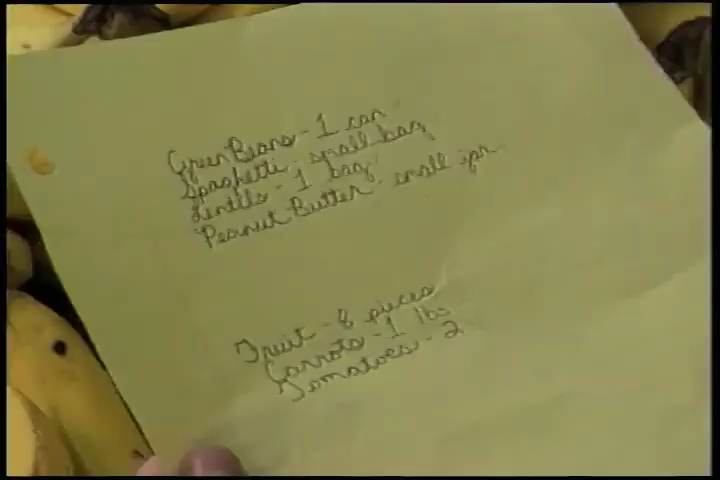 Green Beans - 1 can
Spaghetti - small bag
Lentils - 1 bag
Peanut Butter - small jar
Fruit - 8 pieces
Carrots - 1 lbs
Tomatoes - 2